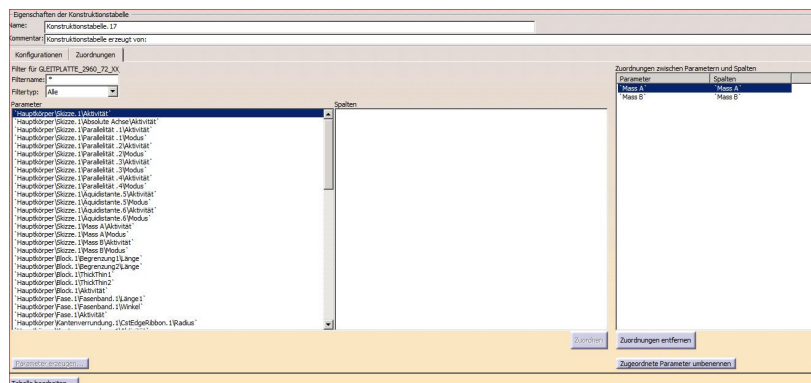 Eigenschaften der Konstruktionstabelle
Name: Konstruktionstabelle.17
Kommentar: Konstruktionstabelle erzeugt von:
Konfigurationen Zuordnungen
Filter für GLEITPLATTE_2960_72_XX
Filtername: *
Filtertyp: Alle
Parameter
`Hauptkörper\Skizze.1\Aktivität`
`Hauptkörper\Skizze.1\Absolute Achse\Aktivität`
`Hauptkörper\Skizze.1\Parallelität .1\Aktivität`
`Hauptkörper\Skizze.1\Parallelität .1\Modus`
`Hauptkörper\Skizze.1\Parallelität .2\Aktivität`
`Hauptkörper\Skizze.1\Parallelität .2\Modus`
`Hauptkörper\Skizze.1\Parallelität .3\Aktivität`
`Hauptkörper\Skizze.1\Parallelität .3\Modus`
`Hauptkörper\Skizze.1\Parallelität .4\Aktivität`
`Hauptkörper\Skizze.1\Parallelität .4\Modus`
`Hauptkörper\Skizze.1\Äquidistante.5\Aktivität`
`Hauptkörper\Skizze.1\Äquidistante.5\Modus`
`Hauptkörper\Skizze.1\Äquidistante.6\Aktivität`
`Hauptkörper\Skizze.1\Äquidistante.6\Modus`
`Hauptkörper\Skizze.1\Mass A\Aktivität`
`Hauptkörper\Skizze.1\Mass A\Modus`
`Hauptkörper\Skizze.1\Mass B\Aktivität`
`Hauptkörper\Skizze.1\Mass B\Modus`
`Hauptkörper\Block.1\Begrenzung1\Länge`
`Hauptkörper\Block.1\Begrenzung2\Länge`
`Hauptkörper\Block.1\ThickThin1`
`Hauptkörper\Block.1\ThickThin2`
`Hauptkörper\Block.1\Aktivität`
`Hauptkörper\Fase.1\Fasenband.1\Länge1`
`Hauptkörper\Fase.1\Fasenband.1\Winkel`
`Hauptkörper\Fase.1\Aktivität`
`Hauptkörper\Kantenverrundung.1\CstEdgeRibbon.1\Radius`
Spalten
Zuordnen
Parameter erzeugen...
Zuordnungen zwischen Parametern und Spalten
Parameter Spalten
`Mass A` `Mass A`
`Mass B` `Mass B`
Zuordnungen entfernen
Zugeordnete Parameter umbenennen
Tabelle bearbeiten...